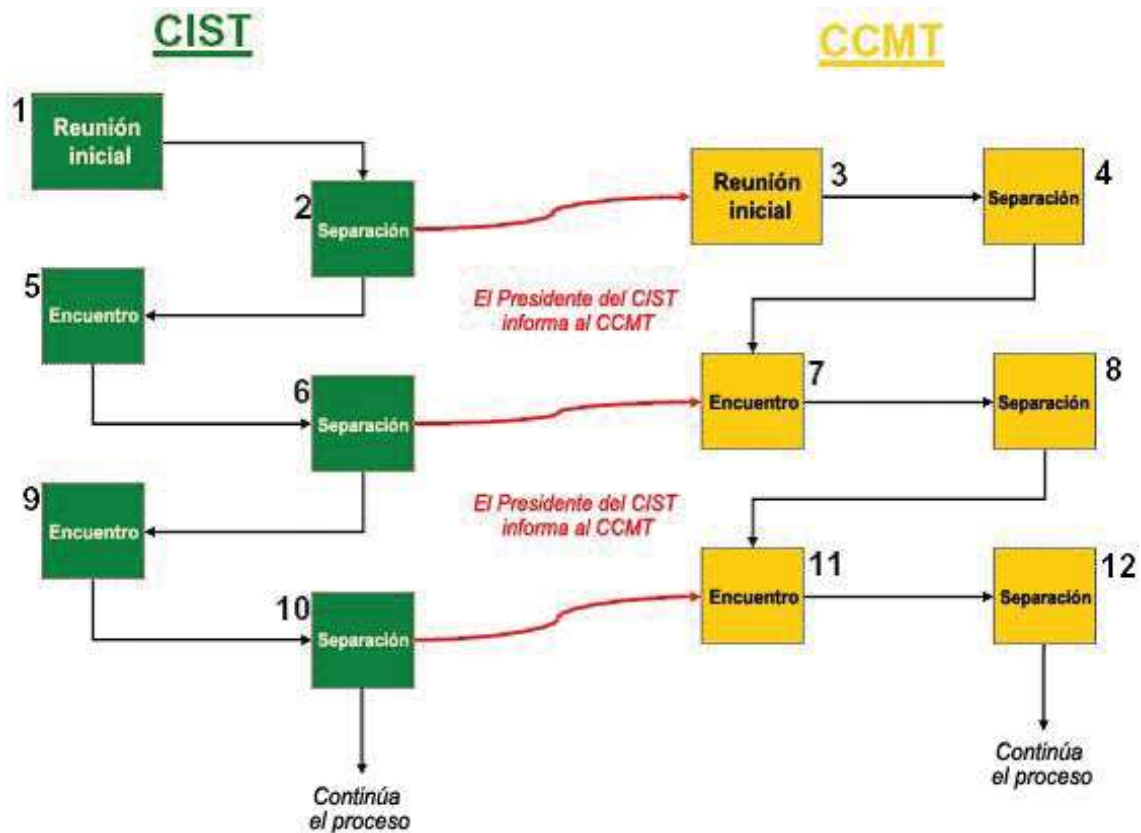 CIST
CCMT
1
Reunión
inicial
2
Separación
Reunión
inicial
3
4
Separación
5
Encuentro
El Presidente del CIST
informa al CCMT
6
Separación
7
Encuentro
8
Separación
9
Encuentro
El Presidente del CIST
informa al CCMT
10
Separación
11
Encuentro
12
Separación
Continúa
el proceso
Continúa
el proceso